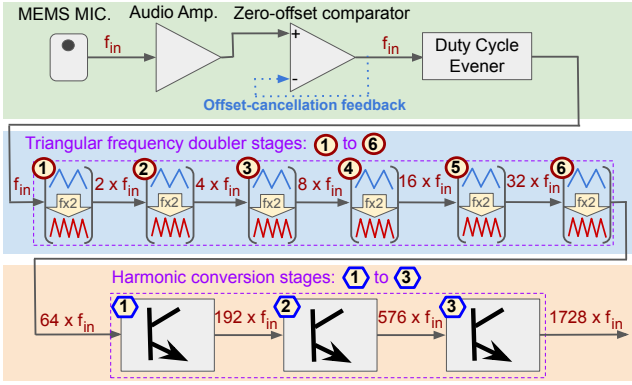 MEMS MIC. Audio Amp. Zero-offset comparator
f_in f_in
+
-
Duty Cycle
Evener
Offset-cancellation feedback
Triangular frequency doubler stages: 1 to 6
1 2 3 4 5 6
f_in 2 x f_in 4 x f_in 8 x f_in 16 x f_in 32 x f_in
fx2 fx2 fx2 fx2 fx2 fx2
Harmonic conversion stages: 1 to 3
1 2 3
64 x f_in 192 x f_in 576 x f_in 1728 x f_in